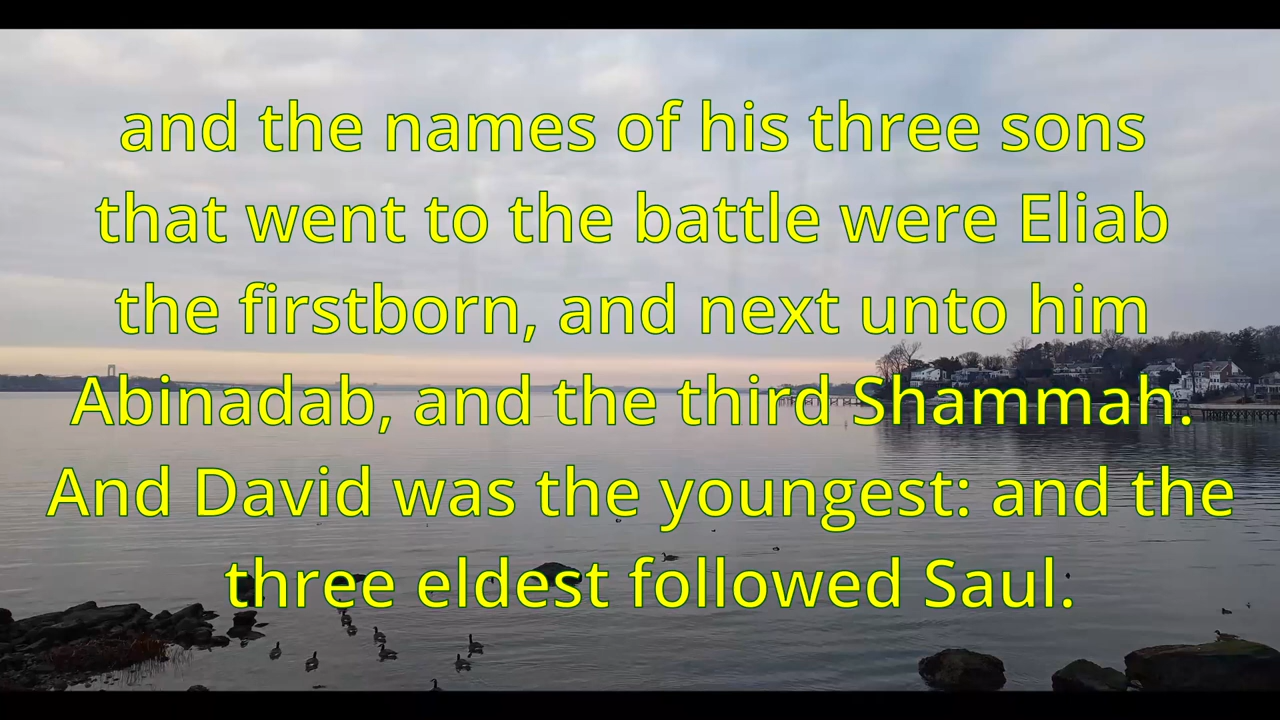 and the names of his three sons
that went to the battle were Eliab
the firstborn, and next unto him
Abinadab, and the third Shammah.
And David was the youngest: and the
three eldest followed Saul.